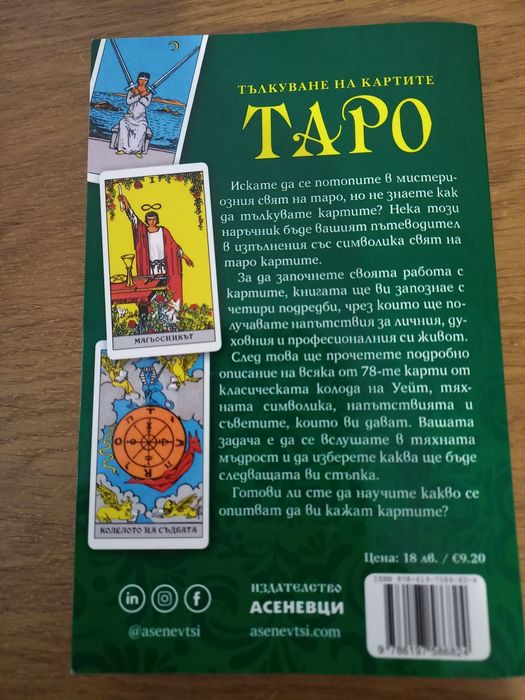 ТЪЛКУВАНЕ НА КАРТИТЕ
ТАРО
Искате да се потопите в мистери-
озния свят на таро, но не знаете как
да тълкувате картите? Нека този
наръчник бъде вашият пътеводител
в изпълнения със символика свят на
таро картите.
За да започнете своята работа с
картите, книгата ще ви запознае с
четири подредби, чрез които ще по-
лучавате напътствия за личния, ду-
ховния и професионалния си живот.
След това ще прочетете подробно
описание на всяка от 78-те карти от
класическата колода на Уейт, тях-
ната символика, напътствията и
съветите, които ви дават. Вашата
задача е да се вслушате в тяхната
мъдрост и да изберете каква ще бъде
следващата ви стъпка.
Готови ли сте да научите какво се
опитват да ви кажат картите?
МАГЬОСНИКЪТ
КОЛЕЛОТО НА СЪДБАТА
Цена: 18 лв. / €9.20
in
f
@asenevtsi
ИЗДАТЕЛСТВО
АСЕНЕВЦИ
asenevtsi.com
9 786197 586824